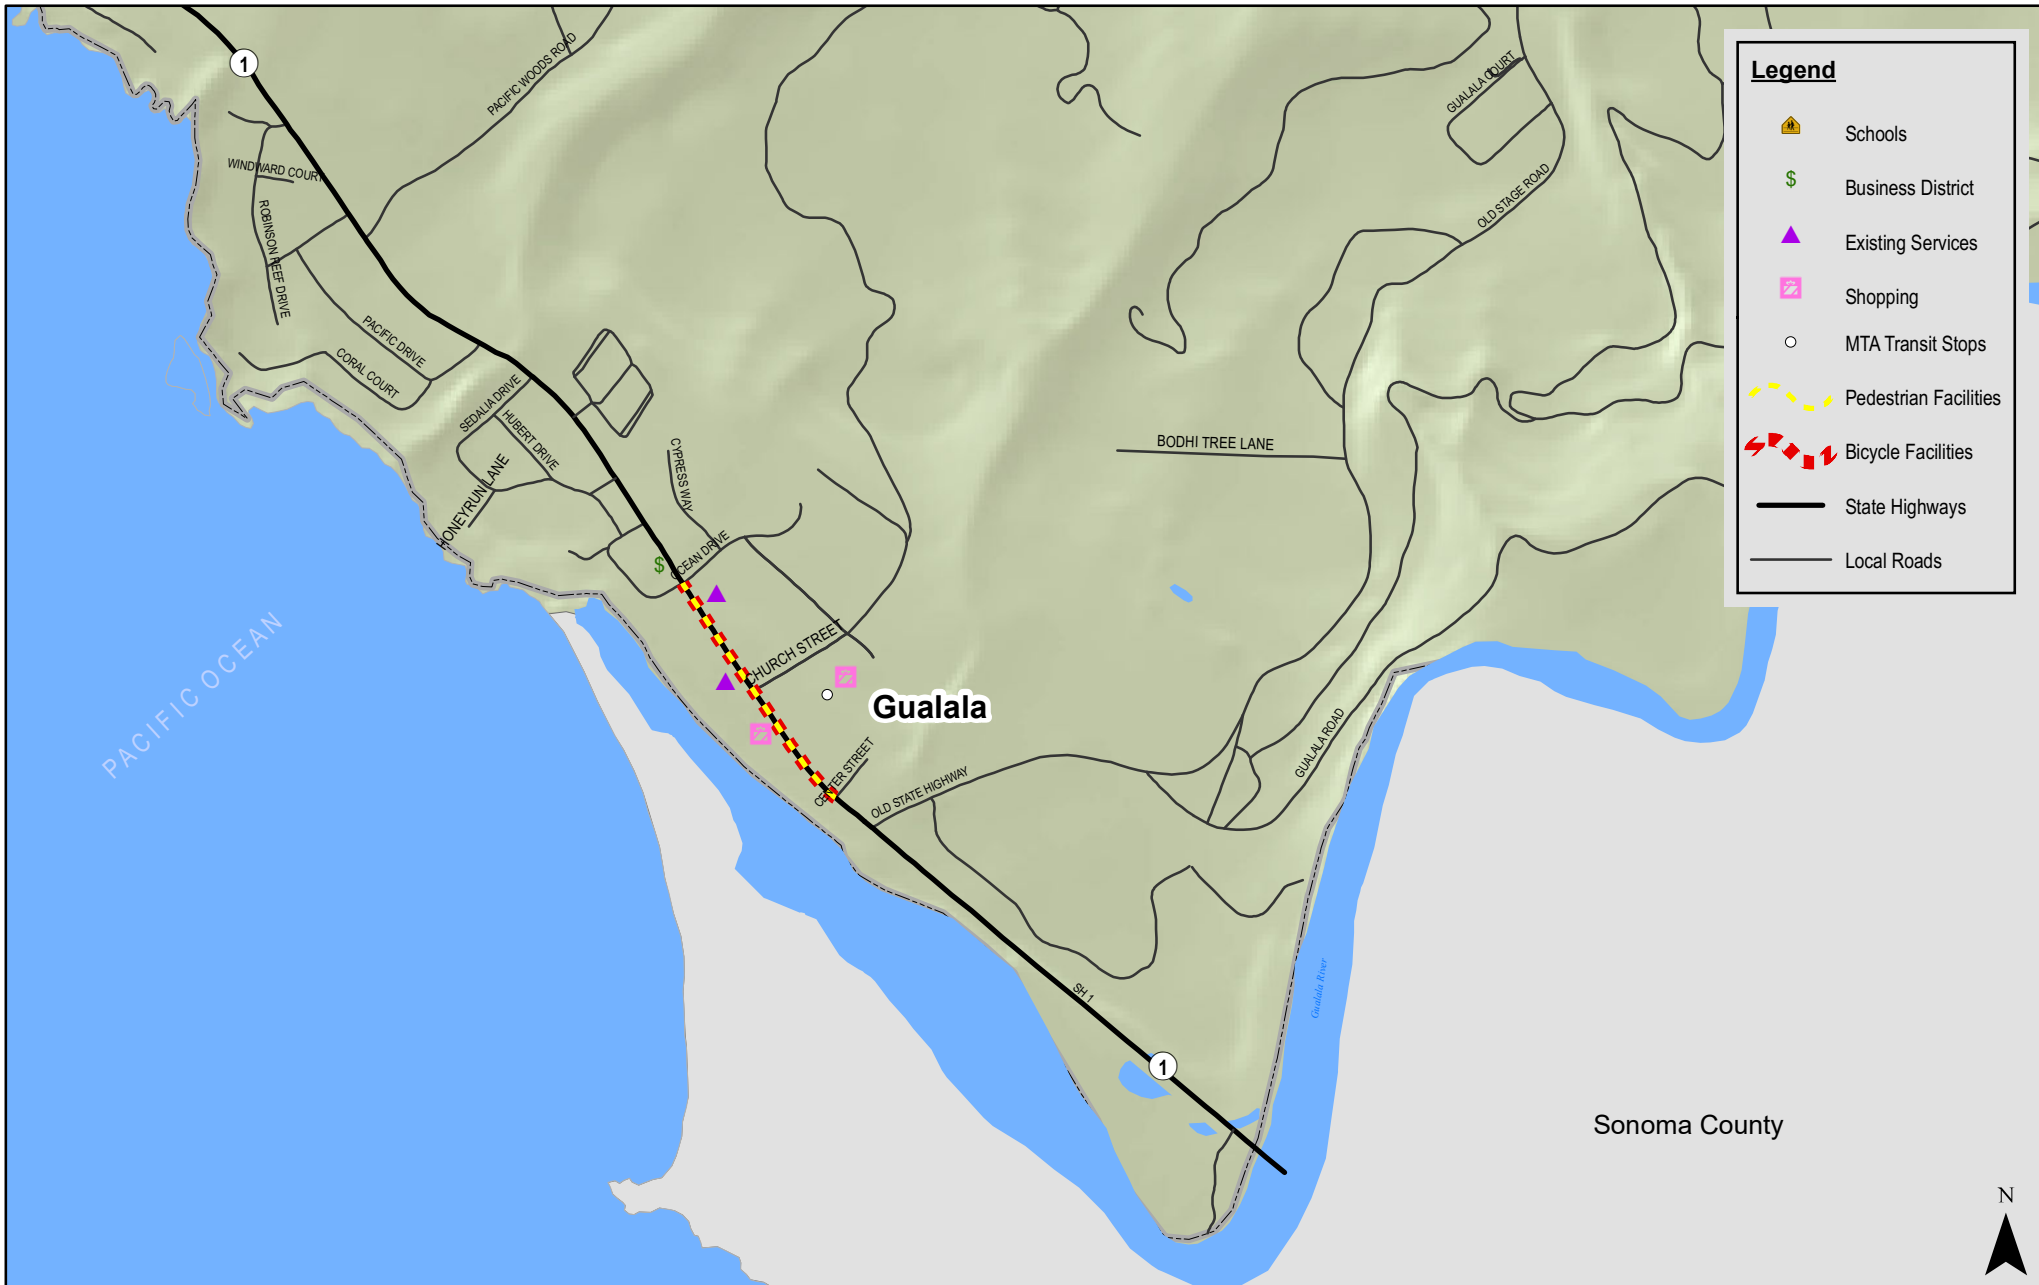 1
PACIFIC WOODS ROAD
WINDWARD COURT
ROBINSON REEF DRIVE
PACIFIC DRIVE
CORAL COURT
SEDALIA DRIVE
HUBERT DRIVE
HONEYRUN LANE
CYPRESS WAY
$
OCEAN DRIVE
CHURCH STREET
Gualala
CENTER STREET
OLD STATE HIGHWAY
BODHI TREE LANE
GUALALA COURT
OLD STAGE ROAD
GUALALA ROAD
PACIFIC OCEAN
SH 1
1
Gualala River
Sonoma County
N
Legend
Schools
$ Business District
Existing Services
Shopping
MTA Transit Stops
Pedestrian Facilities
Bicycle Facilities
State Highways
Local Roads